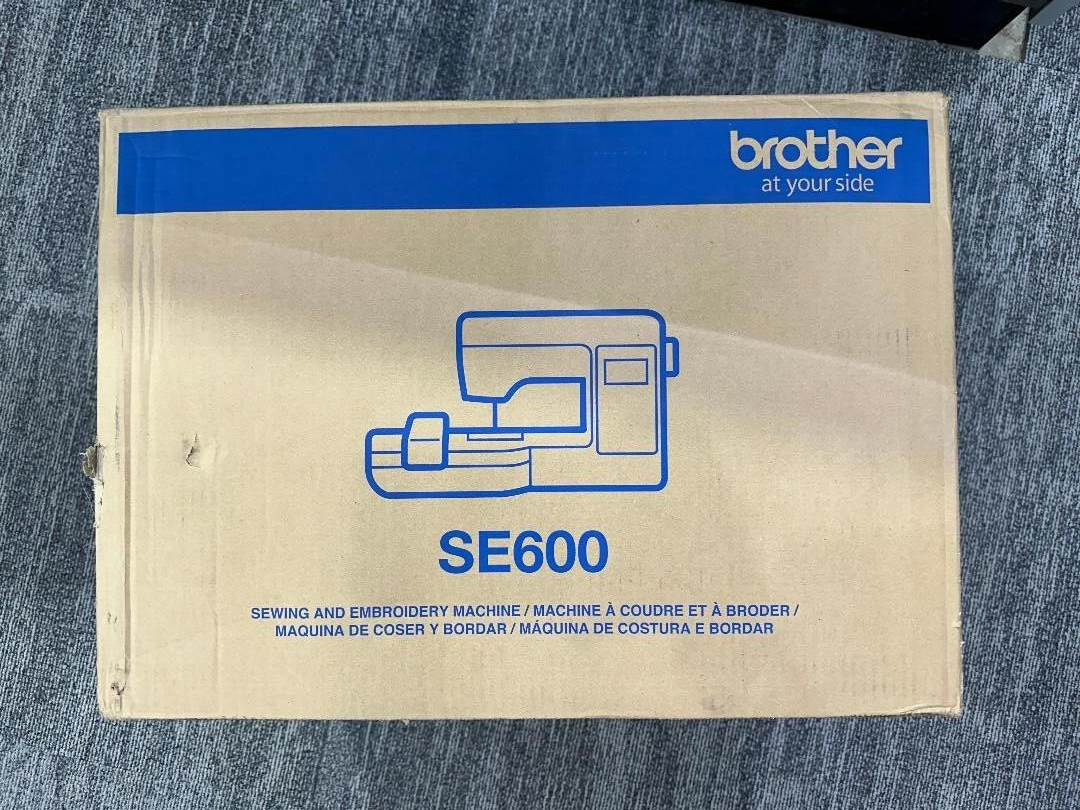 brother
at your side
SE600
SEWING AND EMBROIDERY MACHINE / MACHINE À COUDRE ET À BRODER /
MAQUINA DE COSER Y BORDAR / MÁQUINA DE COSTURA E BORDAR